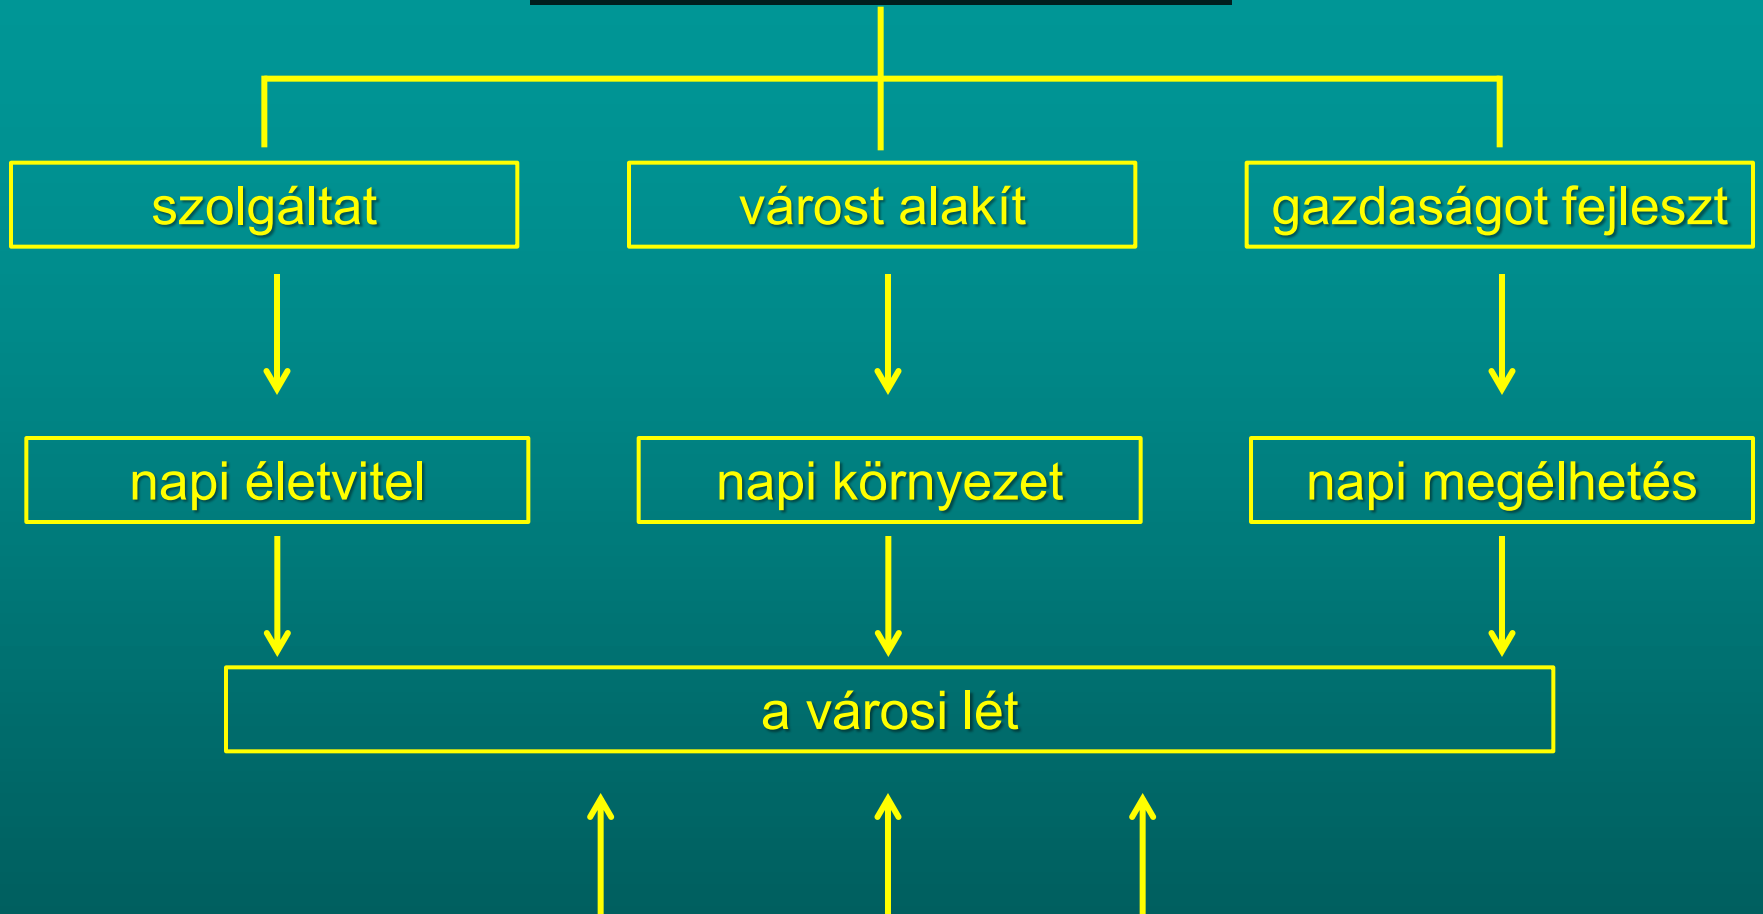 szolgáltat
várost alakít
gazdaságot fejleszt
napi életvitel
napi környezet
napi megélhetés
a városi lét